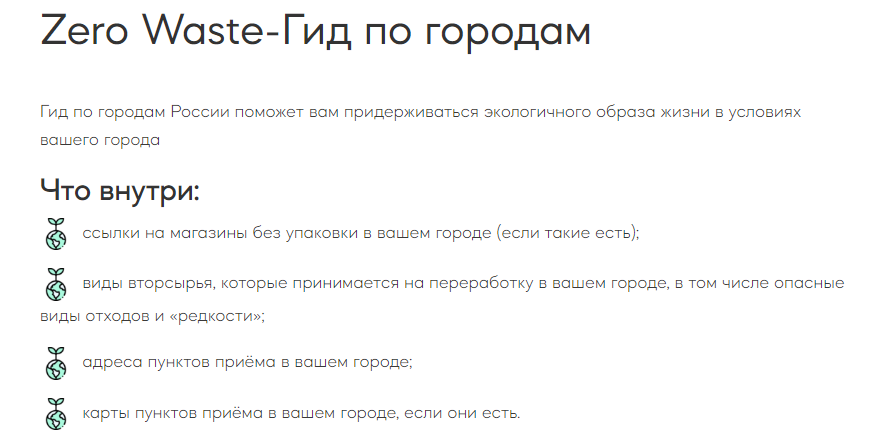 Zero Waste-Гид по городам
Гид по городам России поможет вам придерживаться экологичного образа жизни в условиях
вашего города
Что внутри:
ссылки на магазины без упаковки в вашем городе (если такие есть);
виды вторсырья, которые принимается на переработку в вашем городе, в том числе опасные
виды отходов и «редкости»;
адреса пунктов приёма в вашем городе;
карты пунктов приёма в вашем городе, если они есть.